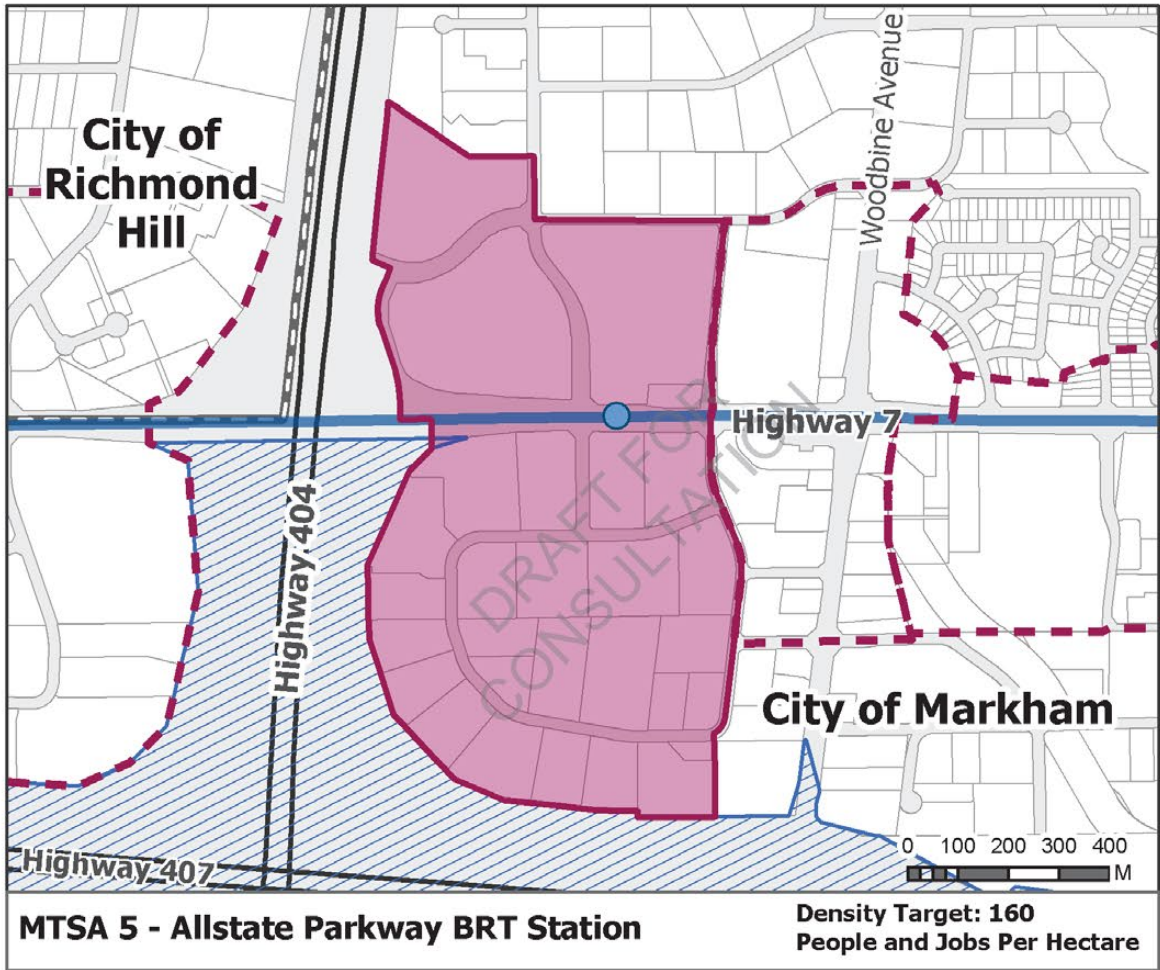 City of
Richmond
Hill
Woodbine Avenue
Highway 7
DRAFT FOR
CONSULTATION
Highway 404
City of Markham
0 100 200 300 400
M
Highway 407
MTSA 5 - Allstate Parkway BRT Station
Density Target: 160
People and Jobs Per Hectare